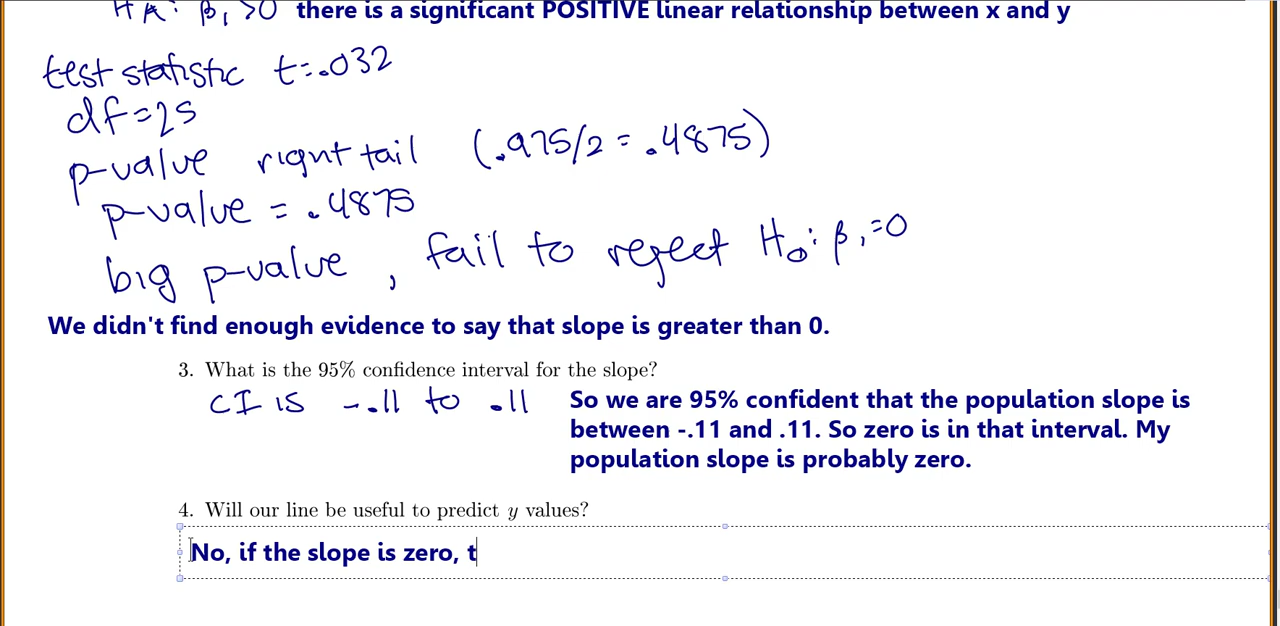 HA: β₁ >0 there is a significant POSITIVE linear relationship between x and y
test statistic t=.032
df=25
p-value right tail (.975/2 = .4875)
p-value = .4875
big p-value, fail to reject H₀: β₁=0
We didn't find enough evidence to say that slope is greater than 0.
3. What is the 95% confidence interval for the slope?
CI is -.11 to .11
So we are 95% confident that the population slope is
between -.11 and .11. So zero is in that interval. My
population slope is probably zero.
4. Will our line be useful to predict y values?
No, if the slope is zero, t